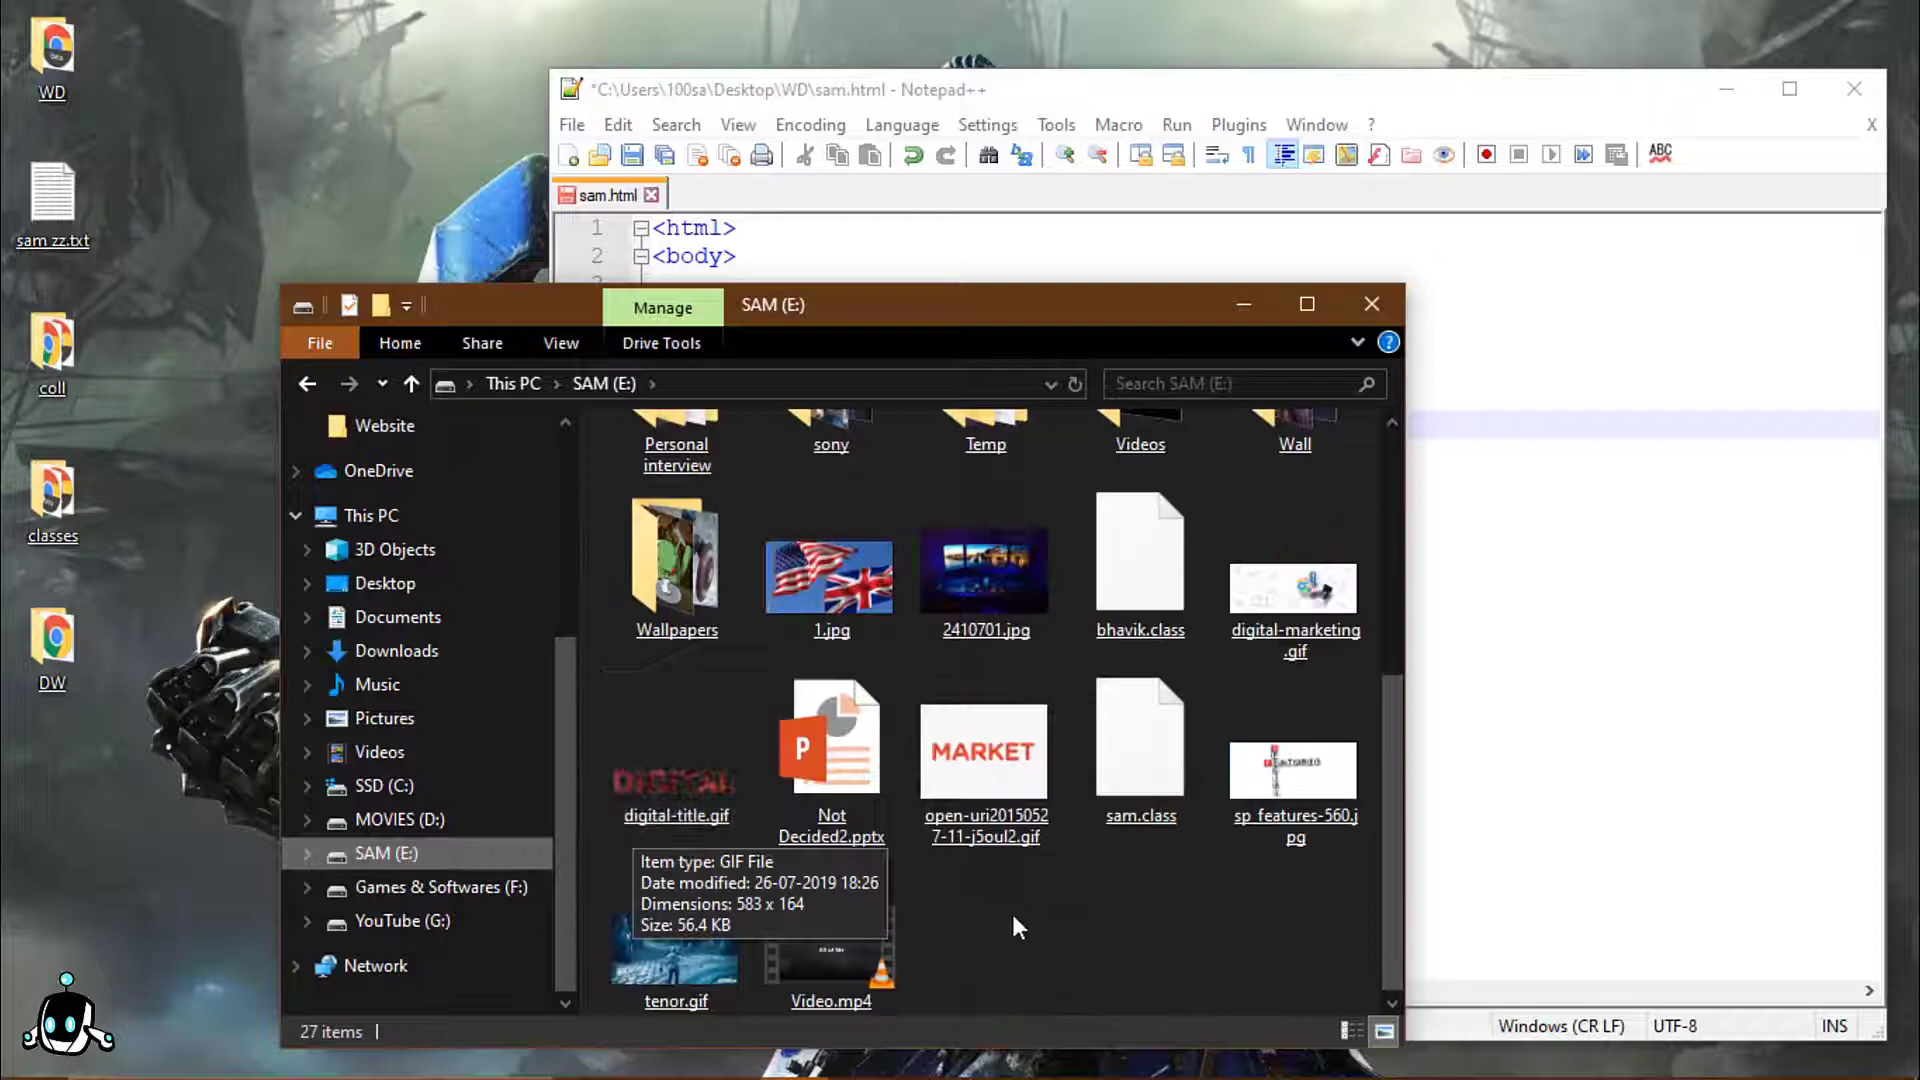 WD
sam zz.txt
coll
classes
DW
*C:\Users\100sa\Desktop\WD\sam.html - Notepad++
File Edit Search View Encoding Language Settings Tools Macro Run Plugins Window ? X
ABC
sam.html
1 <html>
2 <body>
Manage SAM (E:)
File Home Share View Drive Tools
This PC SAM (E:) Search SAM (E:)
Website
OneDrive
This PC
3D Objects
Desktop
Documents
Downloads
Music
Pictures
Videos
SSD (C:)
MOVIES (D:)
SAM (E:)
Games & Softwares (F:)
YouTube (G:)
Network
Personal interview
sony
Temp
Videos
Wall
Wallpapers
1.jpg
2410701.jpg
bhavik.class
digital-marketing
.gif
DIGITAL
P
MARKET
digital-title.gif
Not
Decided2.pptx
open-uri2015052
7-11-j5oul2.gif
sam.class
sp_features-560.j
pg
Item type: GIF File
Date modified: 26-07-2019 18:26
Dimensions: 583 x 164
Size: 56.4 KB
tenor.gif
Video.mp4
27 items
Windows (CR LF) UTF-8 INS